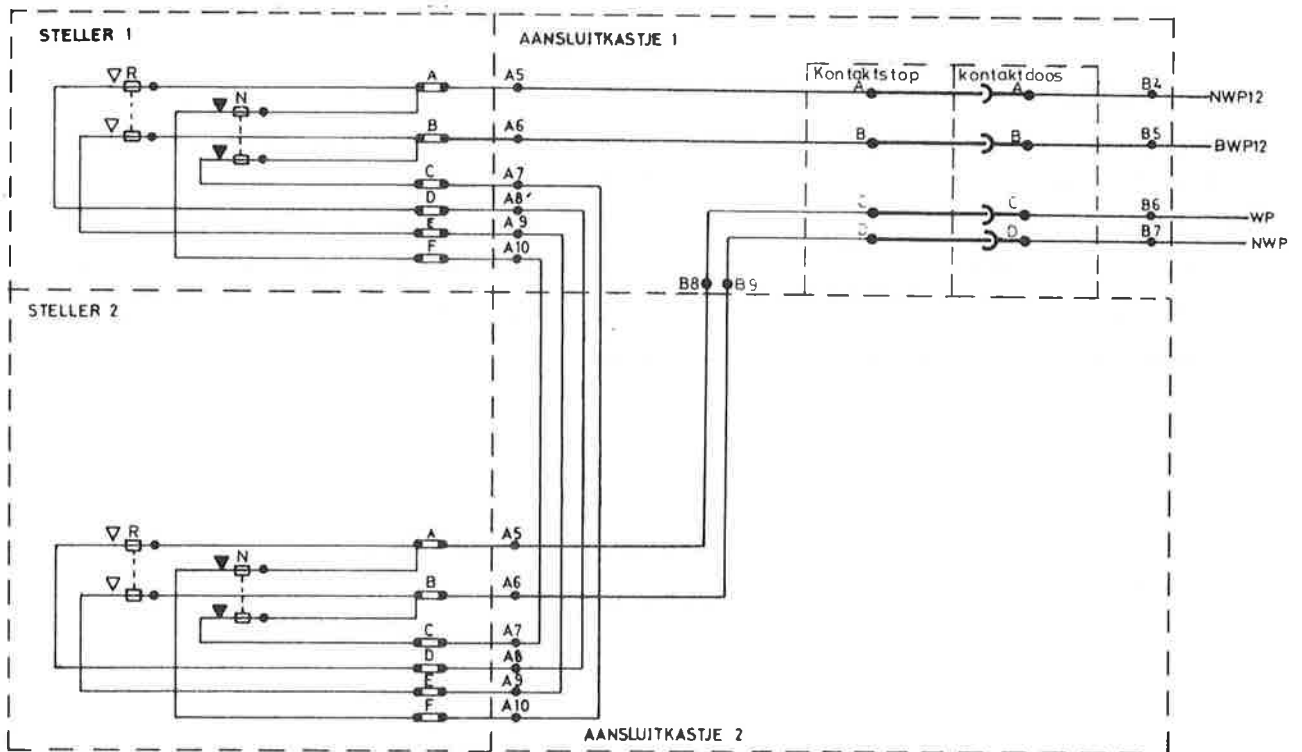 STELLER 1
AANSLUITKASTJE 1
Kontaktstop
kontaktdoos
R
N
A
A5
A
A
B4
NWP12
B
A6
B
B
B5
BWP12
C
A7
D
A8
E
A9
F
A10
C
C
B6
WP
D
D
B7
NWP
B8
B9
STELLER 2
R
N
A
A5
B
A6
C
A7
D
A8
E
A9
F
A10
AANSLUITKASTJE 2